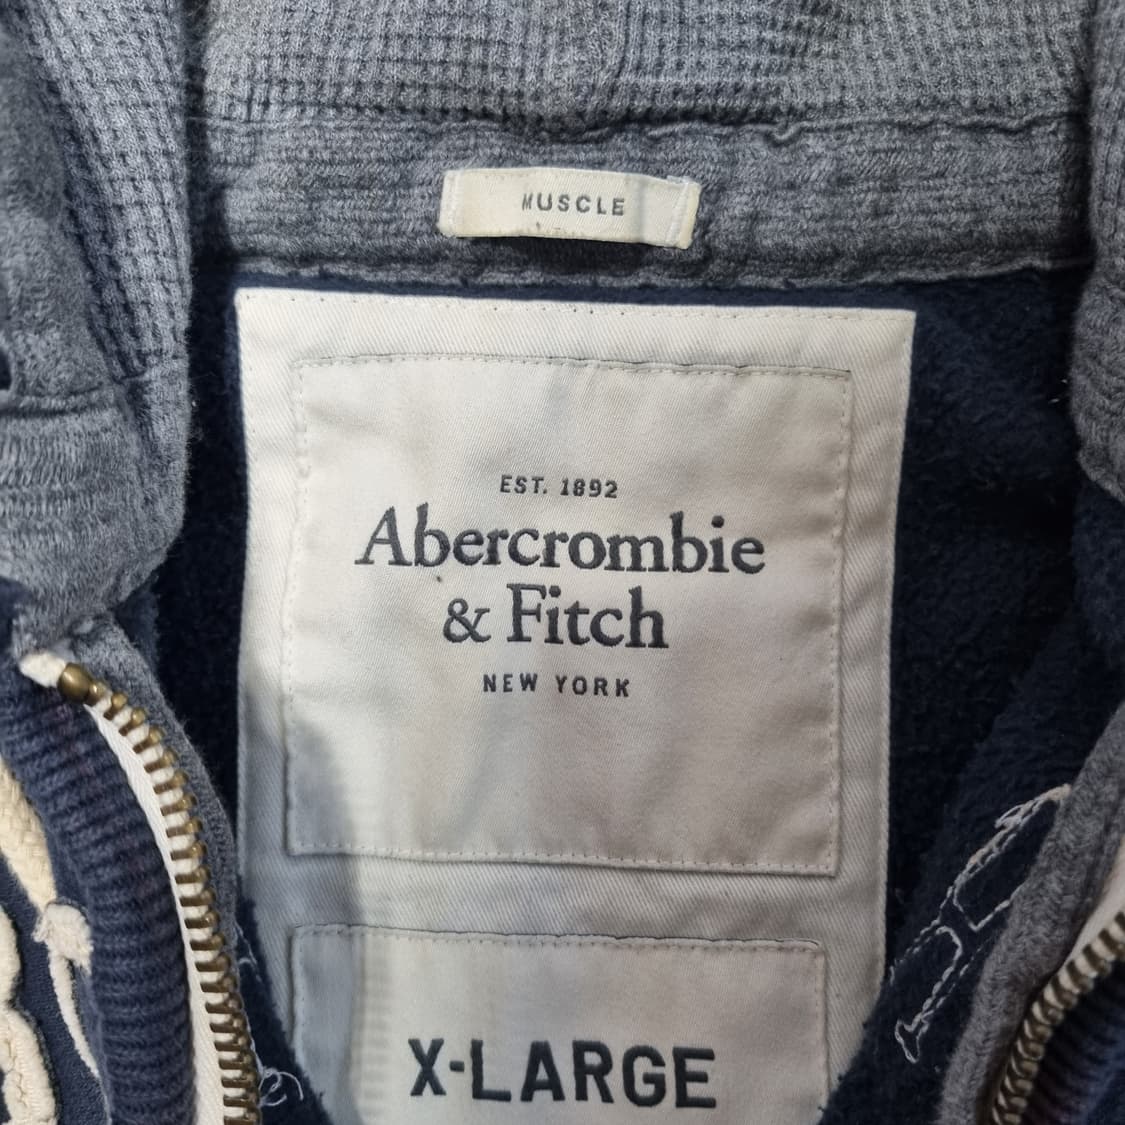 MUSCLE
EST. 1892
Abercrombie
& Fitch
NEW YORK
X-LARGE